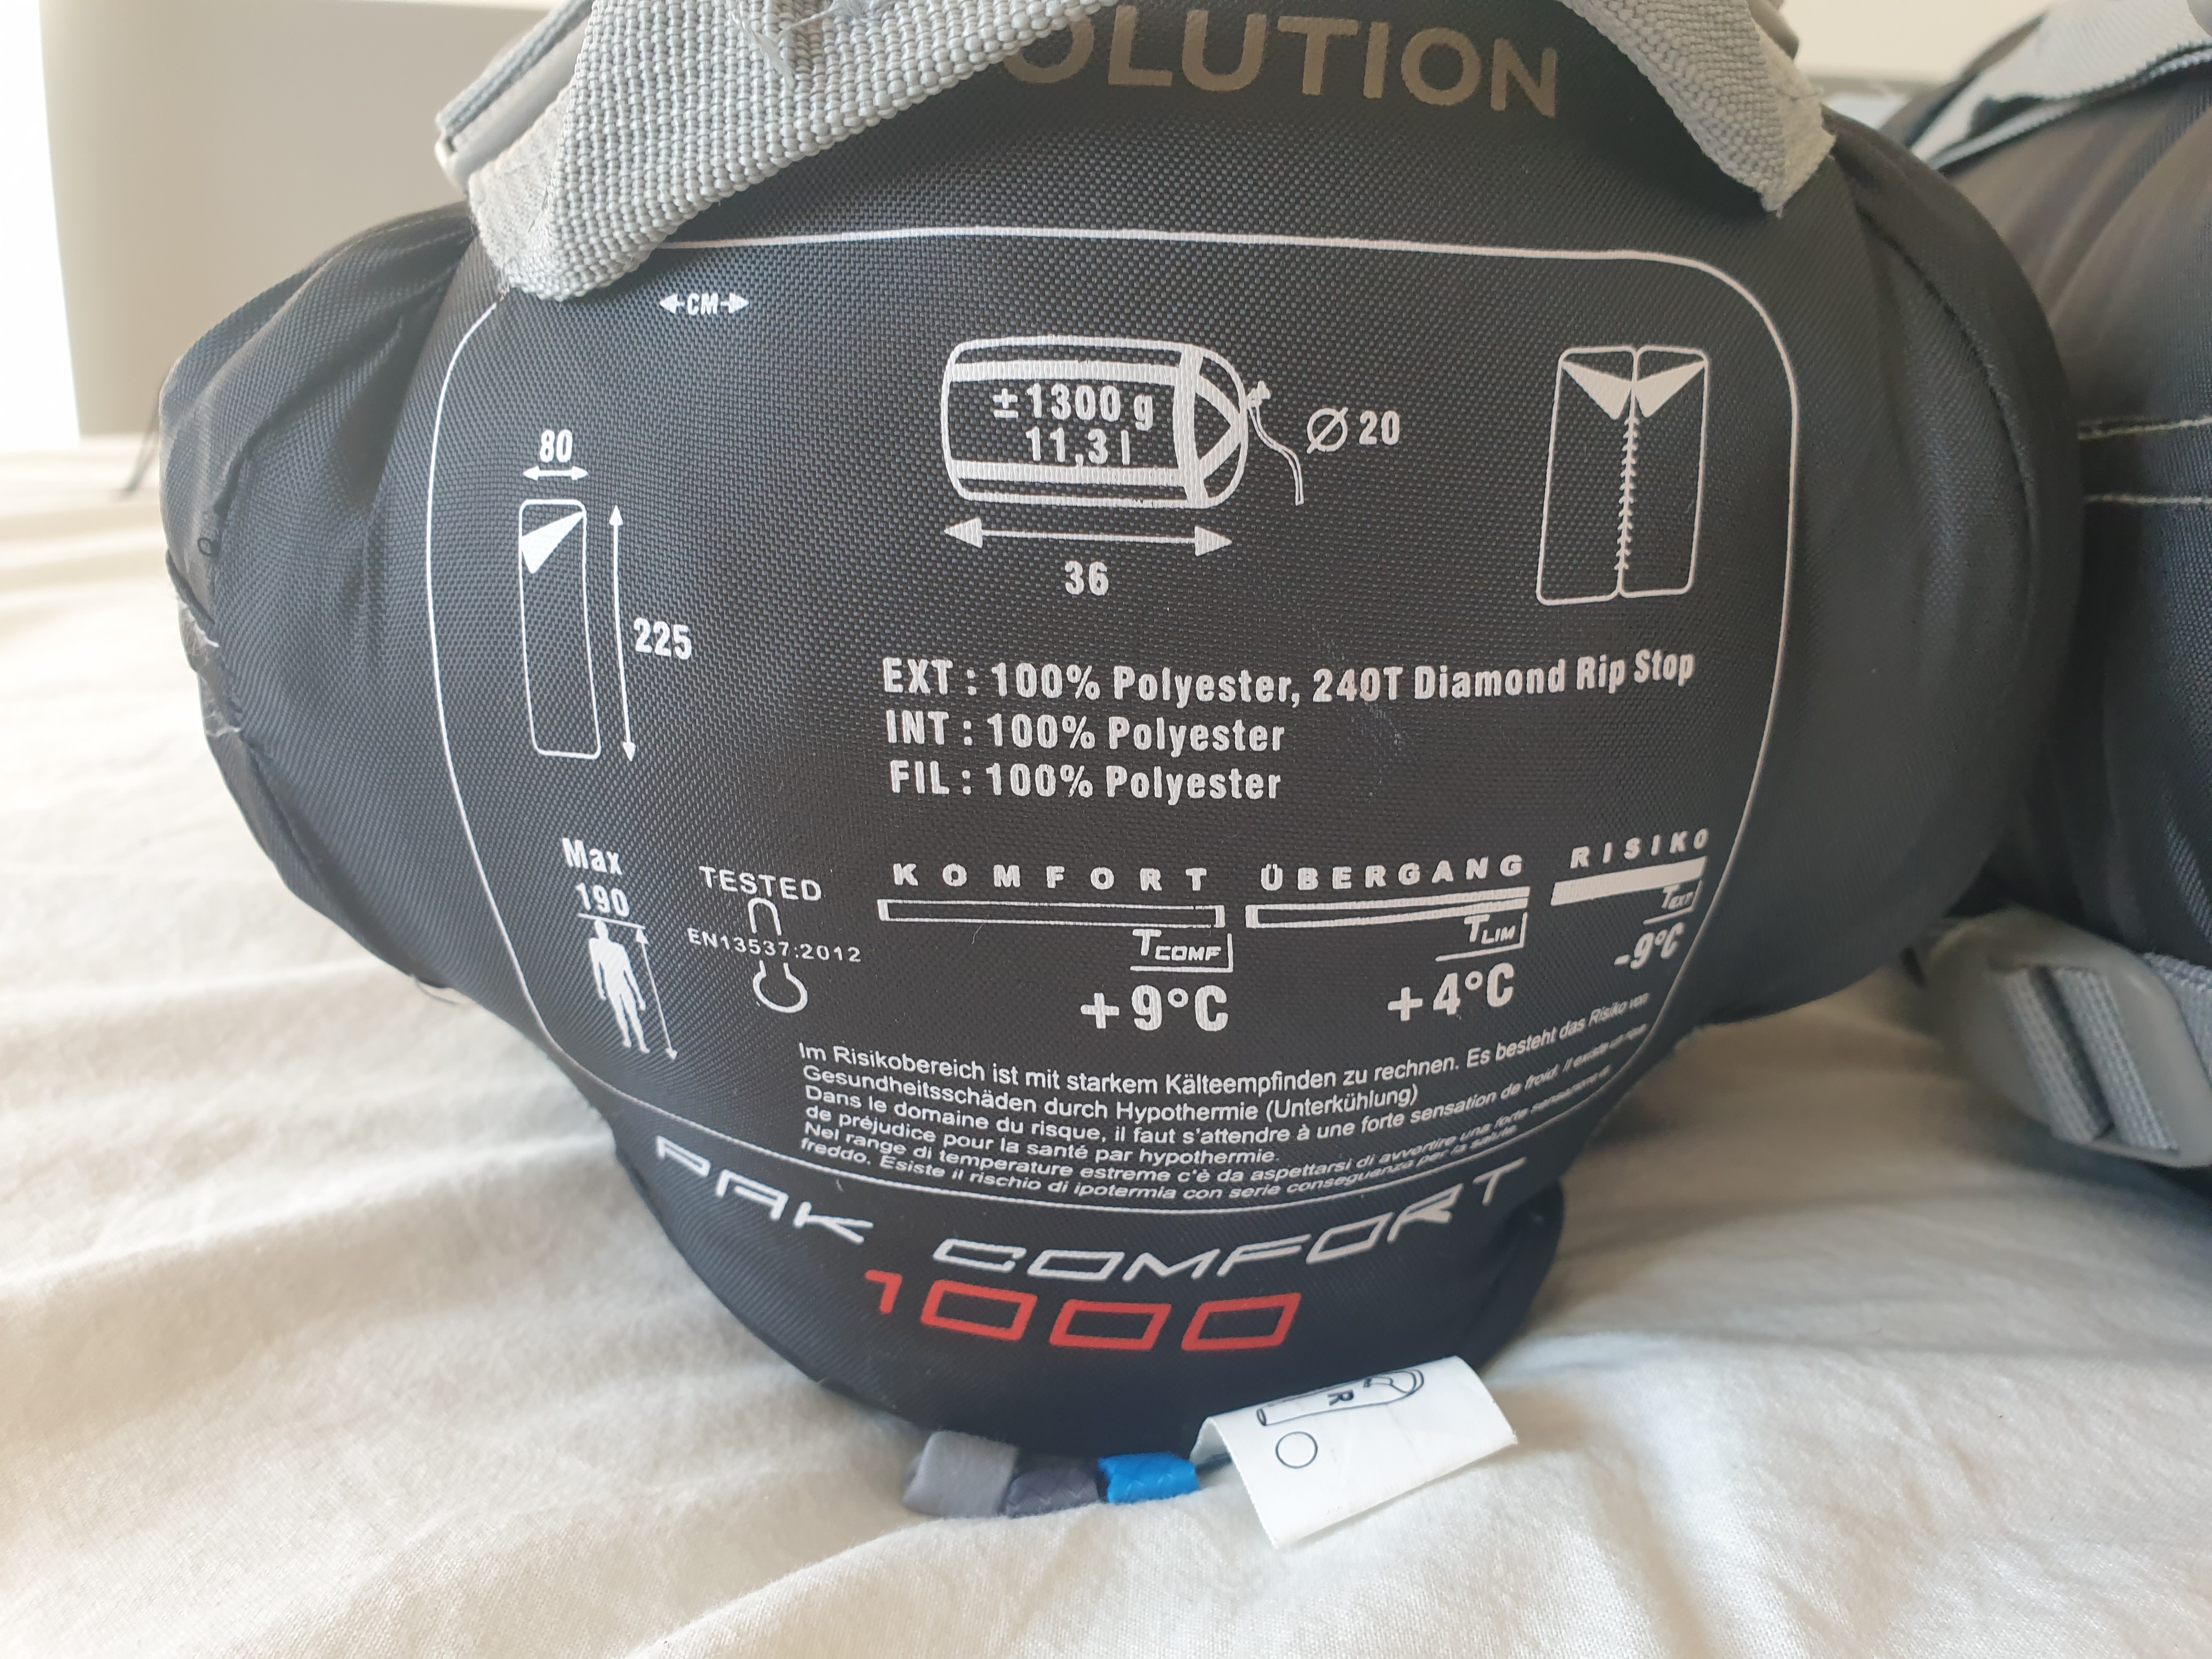 OLUTION
CM
±1300 g
11,3 l
Ø 20
80
36
225
EXT : 100% Polyester, 240T Diamond Rip Stop
INT : 100% Polyester
FIL : 100% Polyester
Max
190
TESTED
EN13537:2012
KOMFORT
ÜBERGANG
RISIKO
TCOMF
TLIM
TEXT
+9°C
+4°C
-9°C
Im Risikobereich ist mit starkem Kälteempfinden zu rechnen. Es besteht das Risiko von
Gesundheitsschäden durch Hypothermie (Unterkühlung)
Dans le domaine du risque, il faut s'attendre à une forte sensation de froid. Il existe un
de préjudice pour la santé par hypothermie.
Nel range di temperature estreme c'è da aspettarsi di avvertire una forte sensazione di
freddo. Esiste il rischio di ipotermia con serie conseguenza per la salute.
PAK COMFORT
1000
R